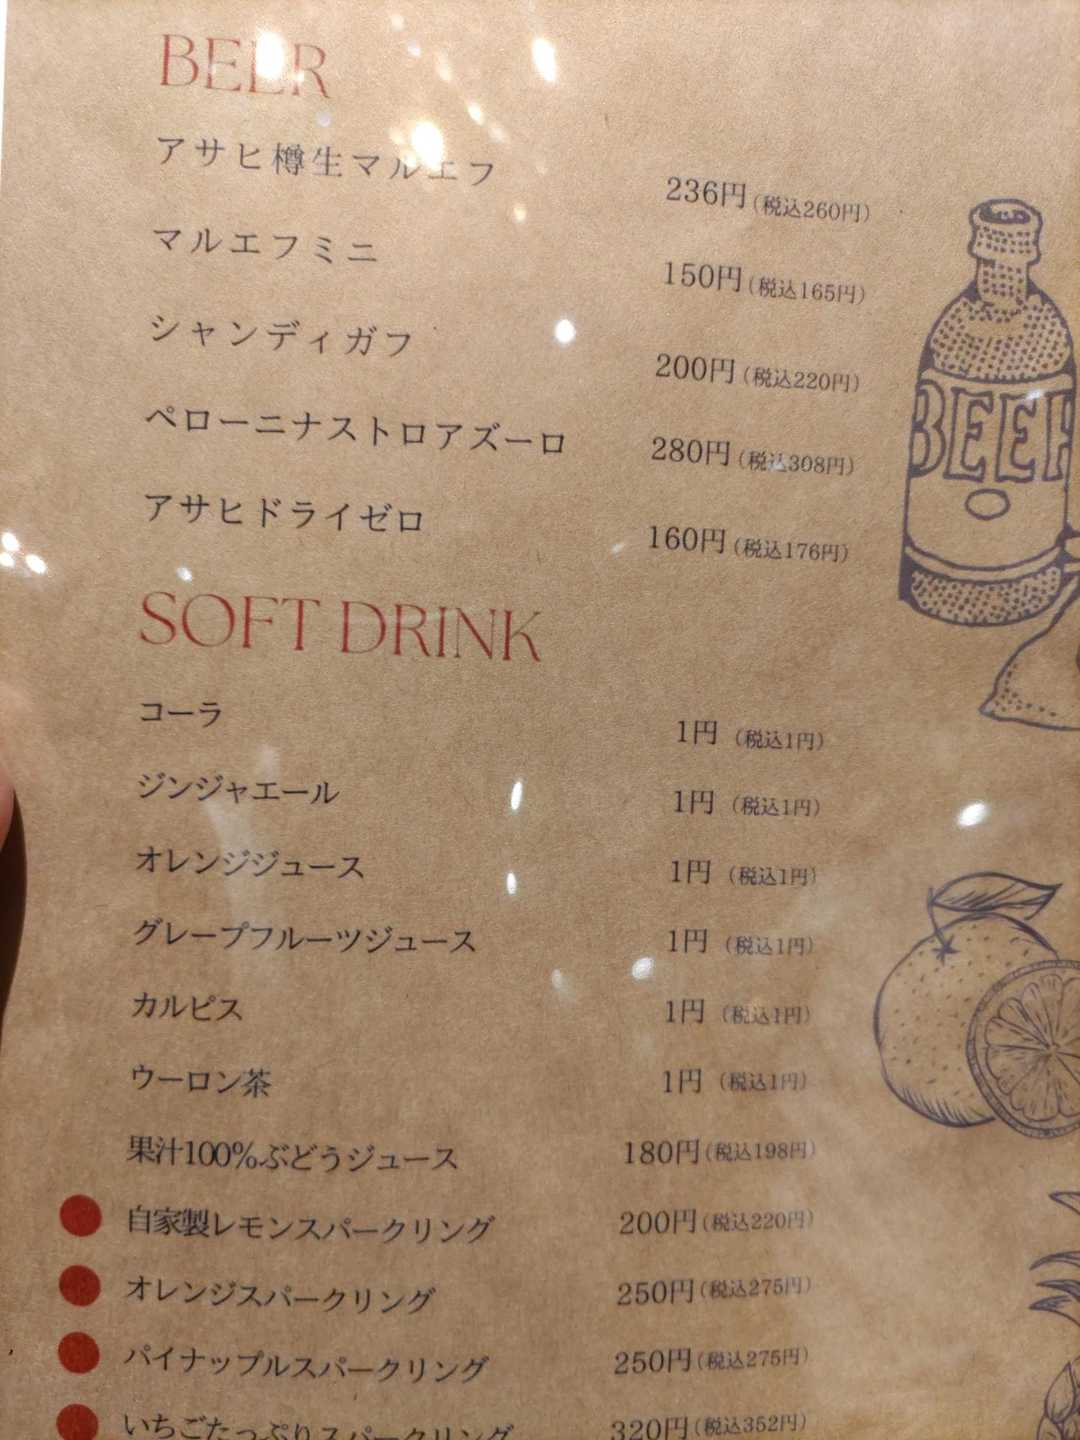 BEER
アサヒ樽生マルエフ 236円(税込260円)
マルエフミニ 150円(税込165円)
シャンディガフ 200円(税込220円)
ペローニナストロアズーロ 280円(税込308円)
アサヒドライゼロ 160円(税込176円)
BEER
SOFT DRINK
コーラ 1円 (税込1円)
ジンジャエール 1円 (税込1円)
オレンジジュース 1円 (税込1円)
グレープフルーツジュース 1円 (税込1円)
カルピス 1円 (税込1円)
ウーロン茶 1円 (税込1円)
果汁100%ぶどうジュース 180円(税込198円)
自家製レモンスパークリング 200円(税込220円)
オレンジスパークリング 250円(税込275円)
パイナップルスパークリング 250円(税込275円)
いちごたっぷりスパークリング 320円(税込352円)